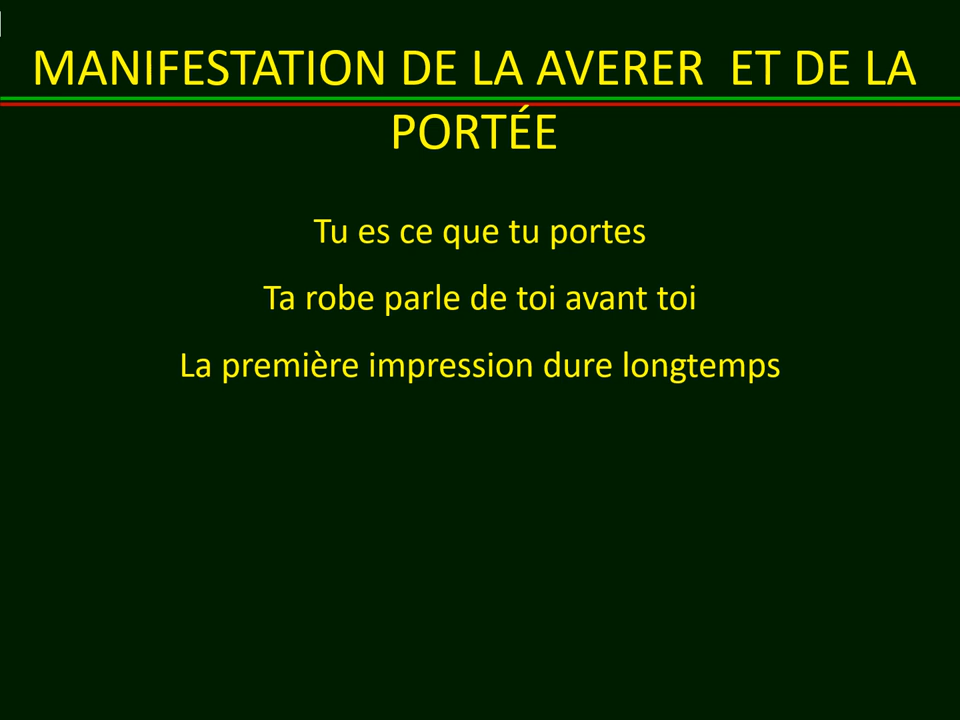 MANIFESTATION DE LA AVERER  ET DE LA
PORTÉE
Tu es ce que tu portes
Ta robe parle de toi avant toi
La première impression dure longtemps